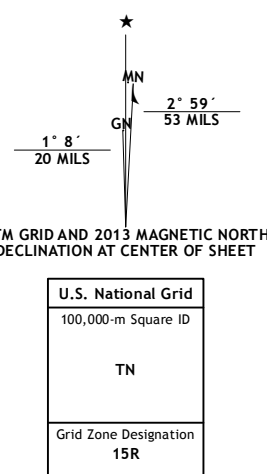 ★
MN
GN
2° 59´
53 MILS
1° 8´
20 MILS
TM GRID AND 2013 MAGNETIC NORTH
DECLINATION AT CENTER OF SHEET
U.S. National Grid
100,000-m Square ID
TN
Grid Zone Designation
15R